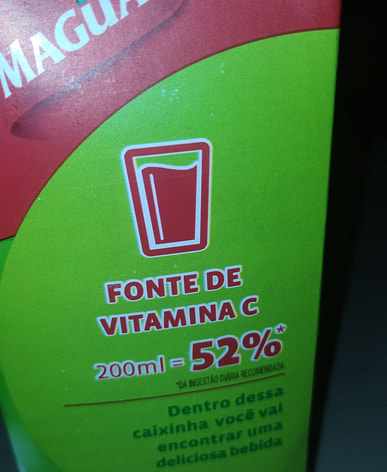 MAGUA
FONTE DE
VITAMINA C
200ml = 52%*
*DA INGESTÃO DIÁRIA RECOMENDADA
Dentro dessa
caixinha você vai
encontrar uma
deliciosa bebida